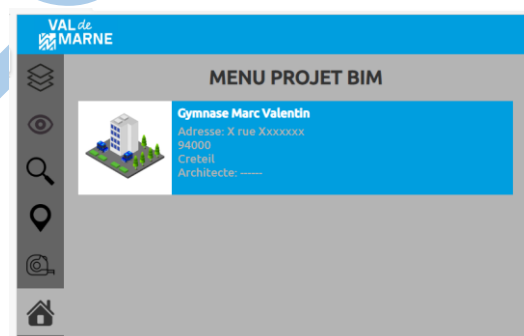 VAL de
MARNE
MENU PROJET BIM
Gymnase Marc Valentin
Adresse: X rue Xxxxxxx
94000
Creteil
Architecte: ------